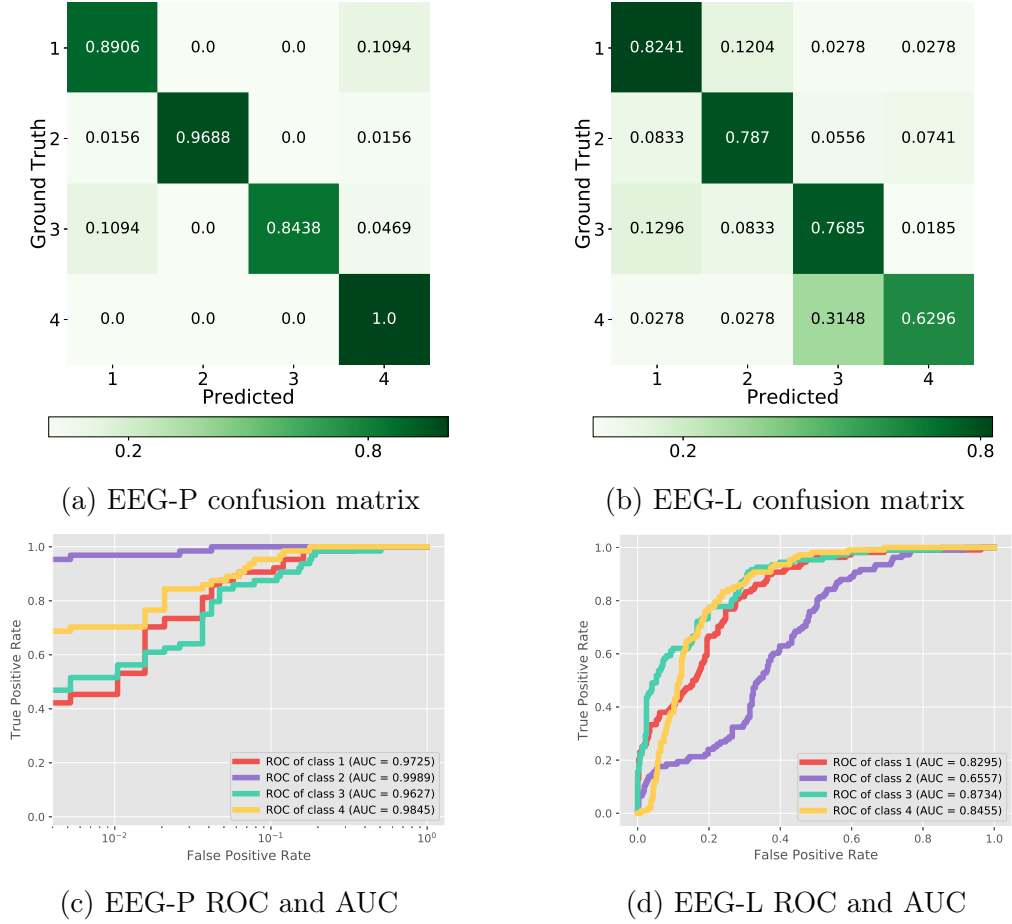 1 0.8906 0.0 0.0 0.1094
2 0.0156 0.9688 0.0 0.0156
3 0.1094 0.0 0.8438 0.0469
4 0.0 0.0 0.0 1.0
Ground Truth
1 2 3 4
Predicted
0.2 0.8
(a) EEG-P confusion matrix
1 0.8241 0.1204 0.0278 0.0278
2 0.0833 0.787 0.0556 0.0741
3 0.1296 0.0833 0.7685 0.0185
4 0.0278 0.0278 0.3148 0.6296
Ground Truth
1 2 3 4
Predicted
0.2 0.8
(b) EEG-L confusion matrix
1.0
0.8
0.6
0.4
0.2
0.0
True Positive Rate
ROC of class 1 (AUC = 0.9725)
ROC of class 2 (AUC = 0.9989)
ROC of class 3 (AUC = 0.9627)
ROC of class 4 (AUC = 0.9845)
10⁻² 10⁻¹ 10⁰
False Positive Rate
(c) EEG-P ROC and AUC
1.0
0.8
0.6
0.4
0.2
0.0
True Positive Rate
ROC of class 1 (AUC = 0.8295)
ROC of class 2 (AUC = 0.6557)
ROC of class 3 (AUC = 0.8734)
ROC of class 4 (AUC = 0.8455)
0.0 0.2 0.4 0.6 0.8 1.0
False Positive Rate
(d) EEG-L ROC and AUC